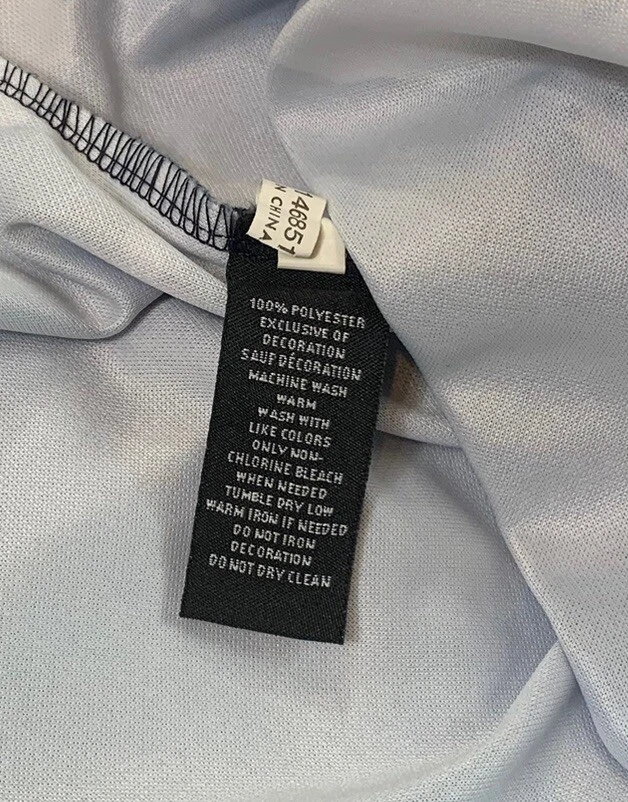 46851
N CHINA
100% POLYESTER
EXCLUSIVE OF
DECORATION
SAUF DÉCORATION
MACHINE WASH
WARM
WASH WITH
LIKE COLORS
ONLY NON-
CHLORINE BLEACH
WHEN NEEDED
TUMBLE DRY LOW
WARM IRON IF NEEDED
DO NOT IRON
DECORATION
DO NOT DRY CLEAN